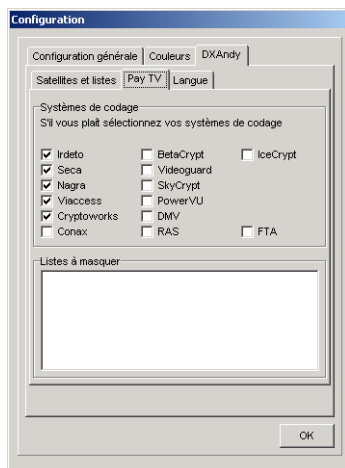 Configuration
Configuration générale Couleurs DXAndy
Satellites et listes Pay TV Langue
Systèmes de codage
S'il vous plaît sélectionnez vos systèmes de codage
Irdeto BetaCrypt IceCrypt
Seca Videoguard
Nagra SkyCrypt
Viaccess PowerVU
Cryptoworks DMV
Conax RAS FTA
Listes à masquer
OK